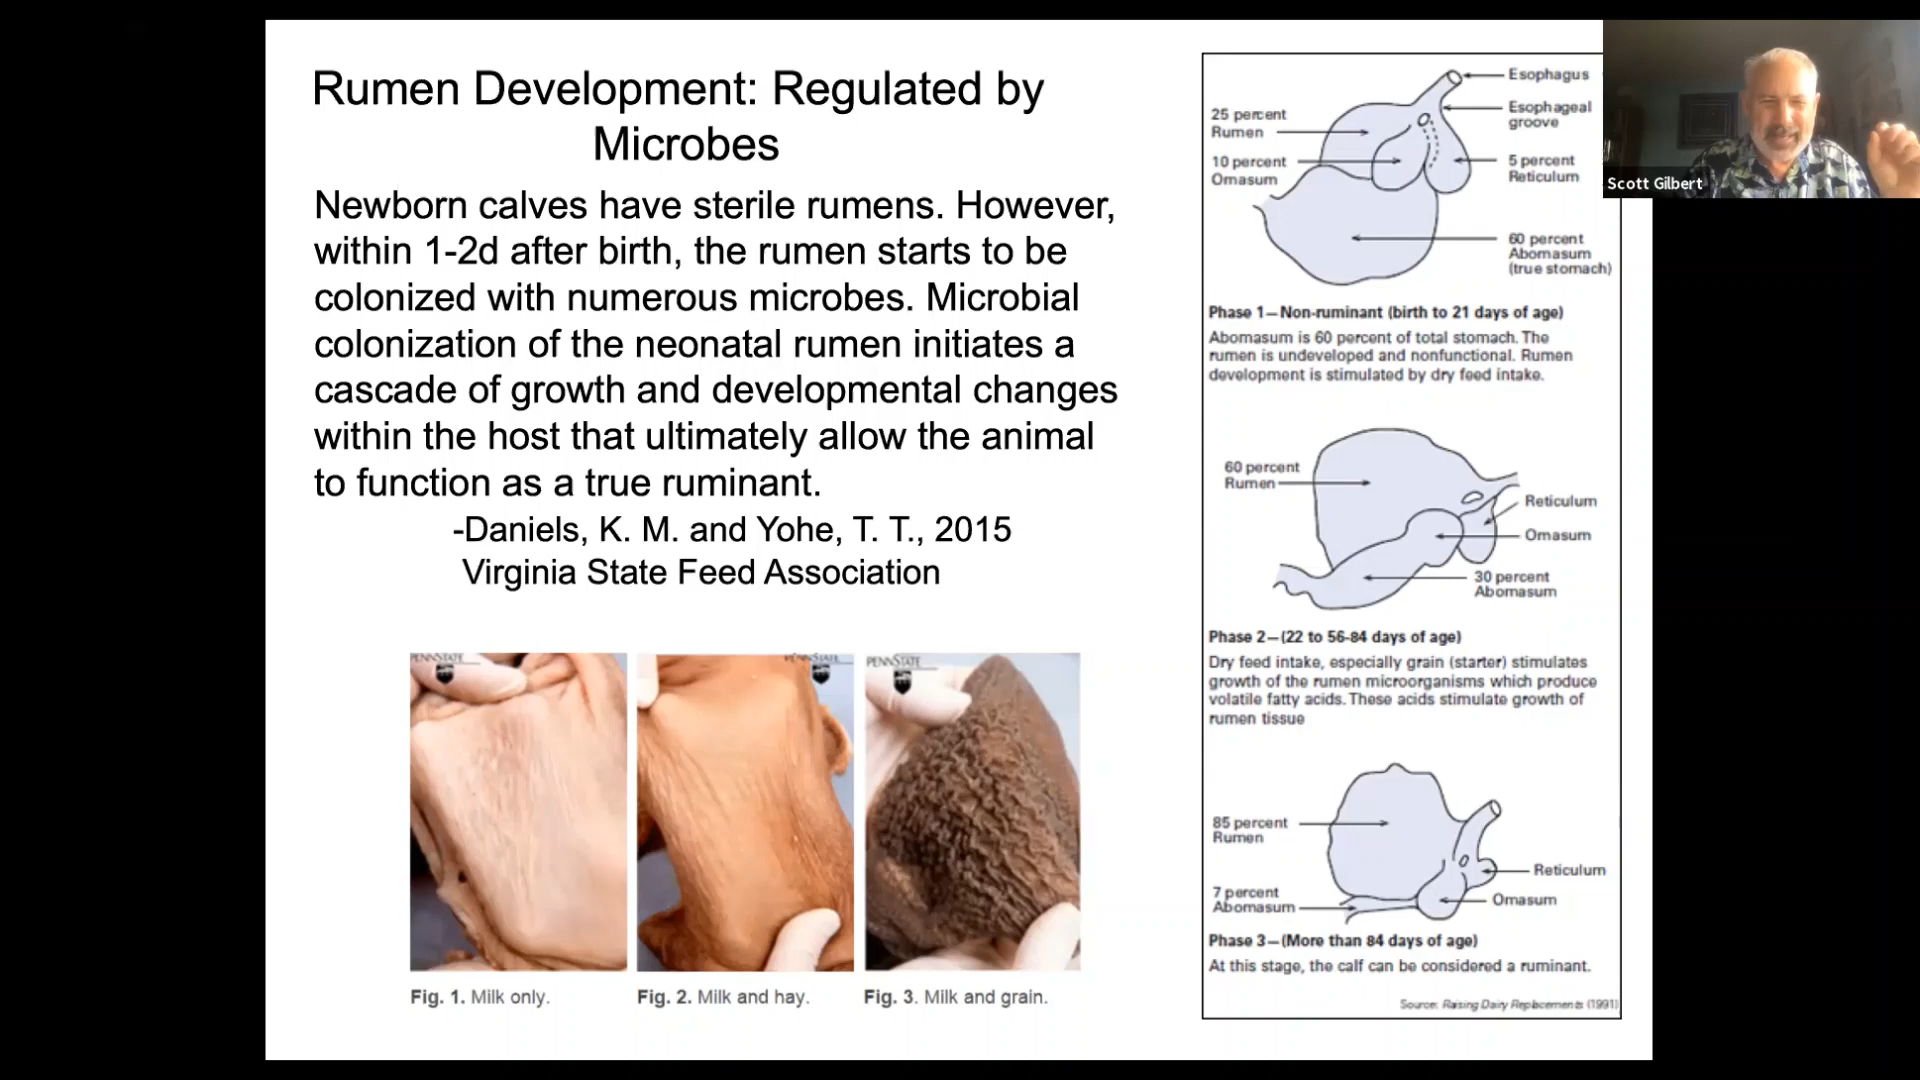 Rumen Development: Regulated by
Microbes
Newborn calves have sterile rumens. However,
within 1-2d after birth, the rumen starts to be
colonized with numerous microbes. Microbial
colonization of the neonatal rumen initiates a
cascade of growth and developmental changes
within the host that ultimately allow the animal
to function as a true ruminant.
-Daniels, K. M. and Yohe, T. T., 2015
Virginia State Feed Association
PENNSTATE
PENNSTATE
PENNSTATE
Fig. 1. Milk only.
Fig. 2. Milk and hay.
Fig. 3. Milk and grain.
Esophagus
Esophageal
groove
25 percent
Rumen
10 percent
Omasum
5 percent
Reticulum
60 percent
Abomasum
(true stomach)
Phase 1—Non-ruminant (birth to 21 days of age)
Abomasum is 60 percent of total stomach. The
rumen is undeveloped and nonfunctional. Rumen
development is stimulated by dry feed intake.
60 percent
Rumen
Reticulum
Omasum
30 percent
Abomasum
Phase 2—(22 to 56-84 days of age)
Dry feed intake, especially grain (starter) stimulates
growth of the rumen microorganisms which produce
volatile fatty acids. These acids stimulate growth of
rumen tissue
85 percent
Rumen
7 percent
Abomasum
Reticulum
Omasum
Phase 3—(More than 84 days of age)
At this stage, the calf can be considered a ruminant.
Source: Raising Dairy Replacements (1991)
Scott Gilbert